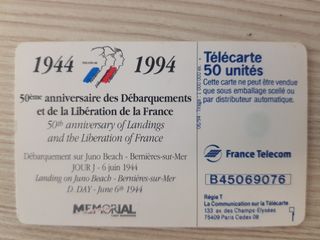 1944 1994
50ème anniversaire des Débarquements
et de la Libération de la France
50th anniversary of Landings
and the Liberation of France
Débarquement sur Juno Beach - Bernières-sur-Mer
JOUR J - 6 juin 1944
Landing on Juno Beach - Bernières-sur-Mer
D. DAY - June 6th 1944
MEMORIAL
Télécarte
50 unités
Cette carte ne peut être vendue
que sous emballage scellé ou
par distributeur automatique.
France Telecom
B45069076
Régie T
La Communication sur la Télécarte
133 av des Champs-Elysées
75409 Paris Cedex 08